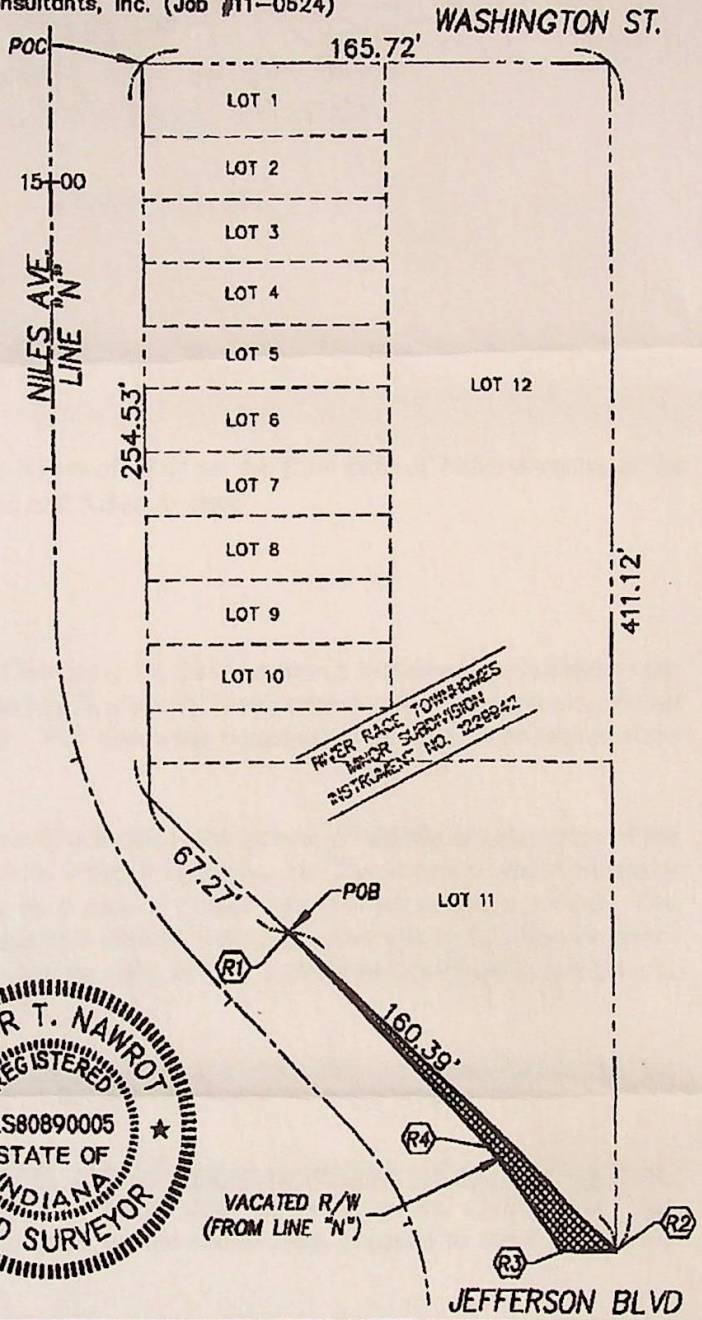 nsultants, Inc. (Job #11-0524)
WASHINGTON ST.
POC
165.72'
LOT 1
LOT 2
15+00
LOT 3
NILES AVE.
LINE "N"
LOT 4
LOT 5
254.53'
LOT 12
LOT 6
LOT 7
LOT 8
411.12'
LOT 9
LOT 10
RIVER RACE TOWNHOMES
MINOR SUBDIVISION
INSTRUMENT NO. 1229942
67.27'
POB
LOT 11
R1
160.39'
R T. NAWROT
REGISTERED
LS80890005
STATE OF
INDIANA
D SURVEYOR
R4
VACATED R/W
(FROM LINE "N")
R2
R3
JEFFERSON BLVD